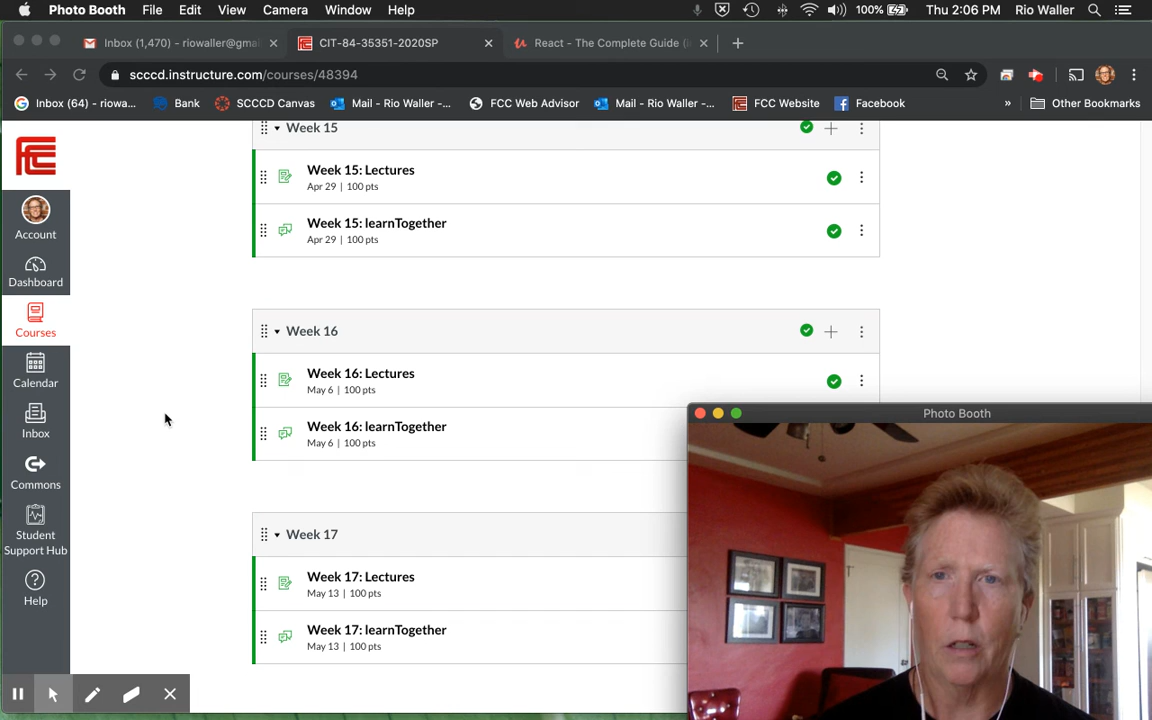 Photo Booth File Edit View Camera Window Help 100% Thu 2:06 PM Rio Waller
Inbox (1,470) - riowaller@gma CIT-84-35351-2020SP React - The Complete Guide (
scccd.instructure.com/courses/48394
Inbox (64) - riowa... Bank SCCCD Canvas Mail - Rio Waller -... FCC Web Advisor Mail - Rio Waller -... FCC Website Facebook » Other Bookmarks
Week 15
Week 15: Lectures
Apr 29 | 100 pts
Week 15: learnTogether
Apr 29 | 100 pts
Week 16
Week 16: Lectures
May 6 | 100 pts
Week 16: learnTogether
May 6 | 100 pts
Week 17
Week 17: Lectures
May 13 | 100 pts
Week 17: learnTogether
May 13 | 100 pts
Account
Dashboard
Courses
Calendar
Inbox
Commons
Student
Support Hub
Help
Photo Booth